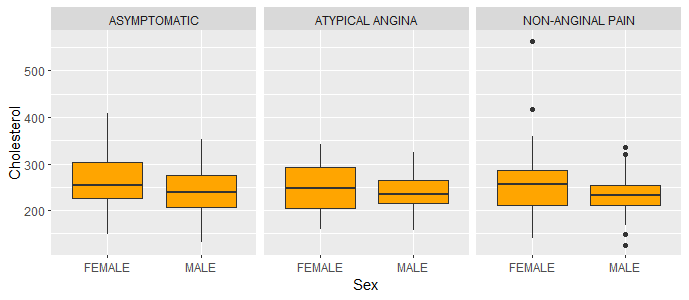 ASYMPTOMATIC ATYPICAL ANGINA NON-ANGINAL PAIN
Cholesterol
500
400
300
200
FEMALE MALE FEMALE MALE FEMALE MALE
Sex